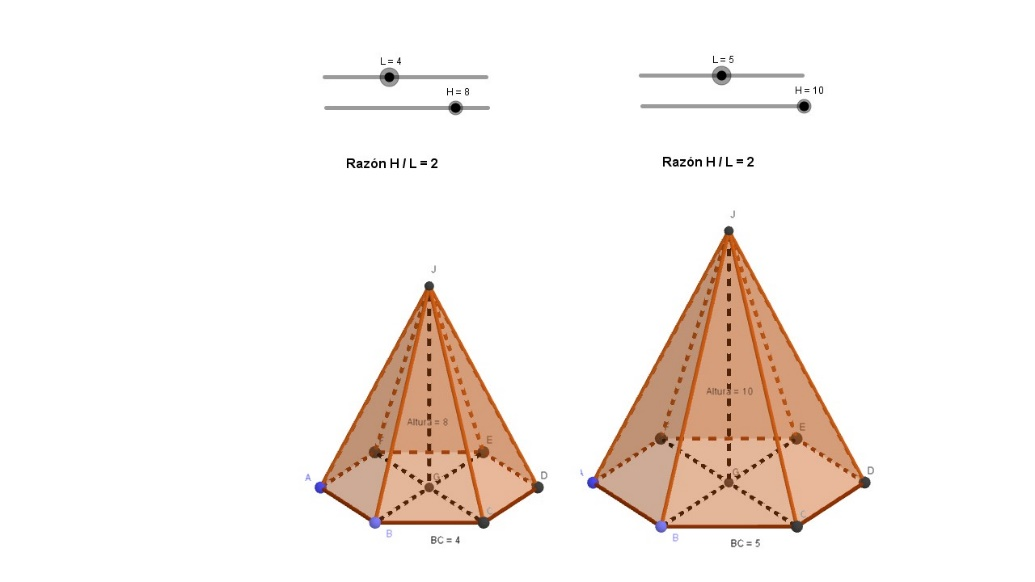 L = 4
H = 8
Razón H / L = 2
J
Altura = 8
F
E
A
G
D
C
B
BC = 4
L = 5
H = 10
Razón H / L = 2
J
Altura = 10
E
A
G
D
C
B
BC = 5